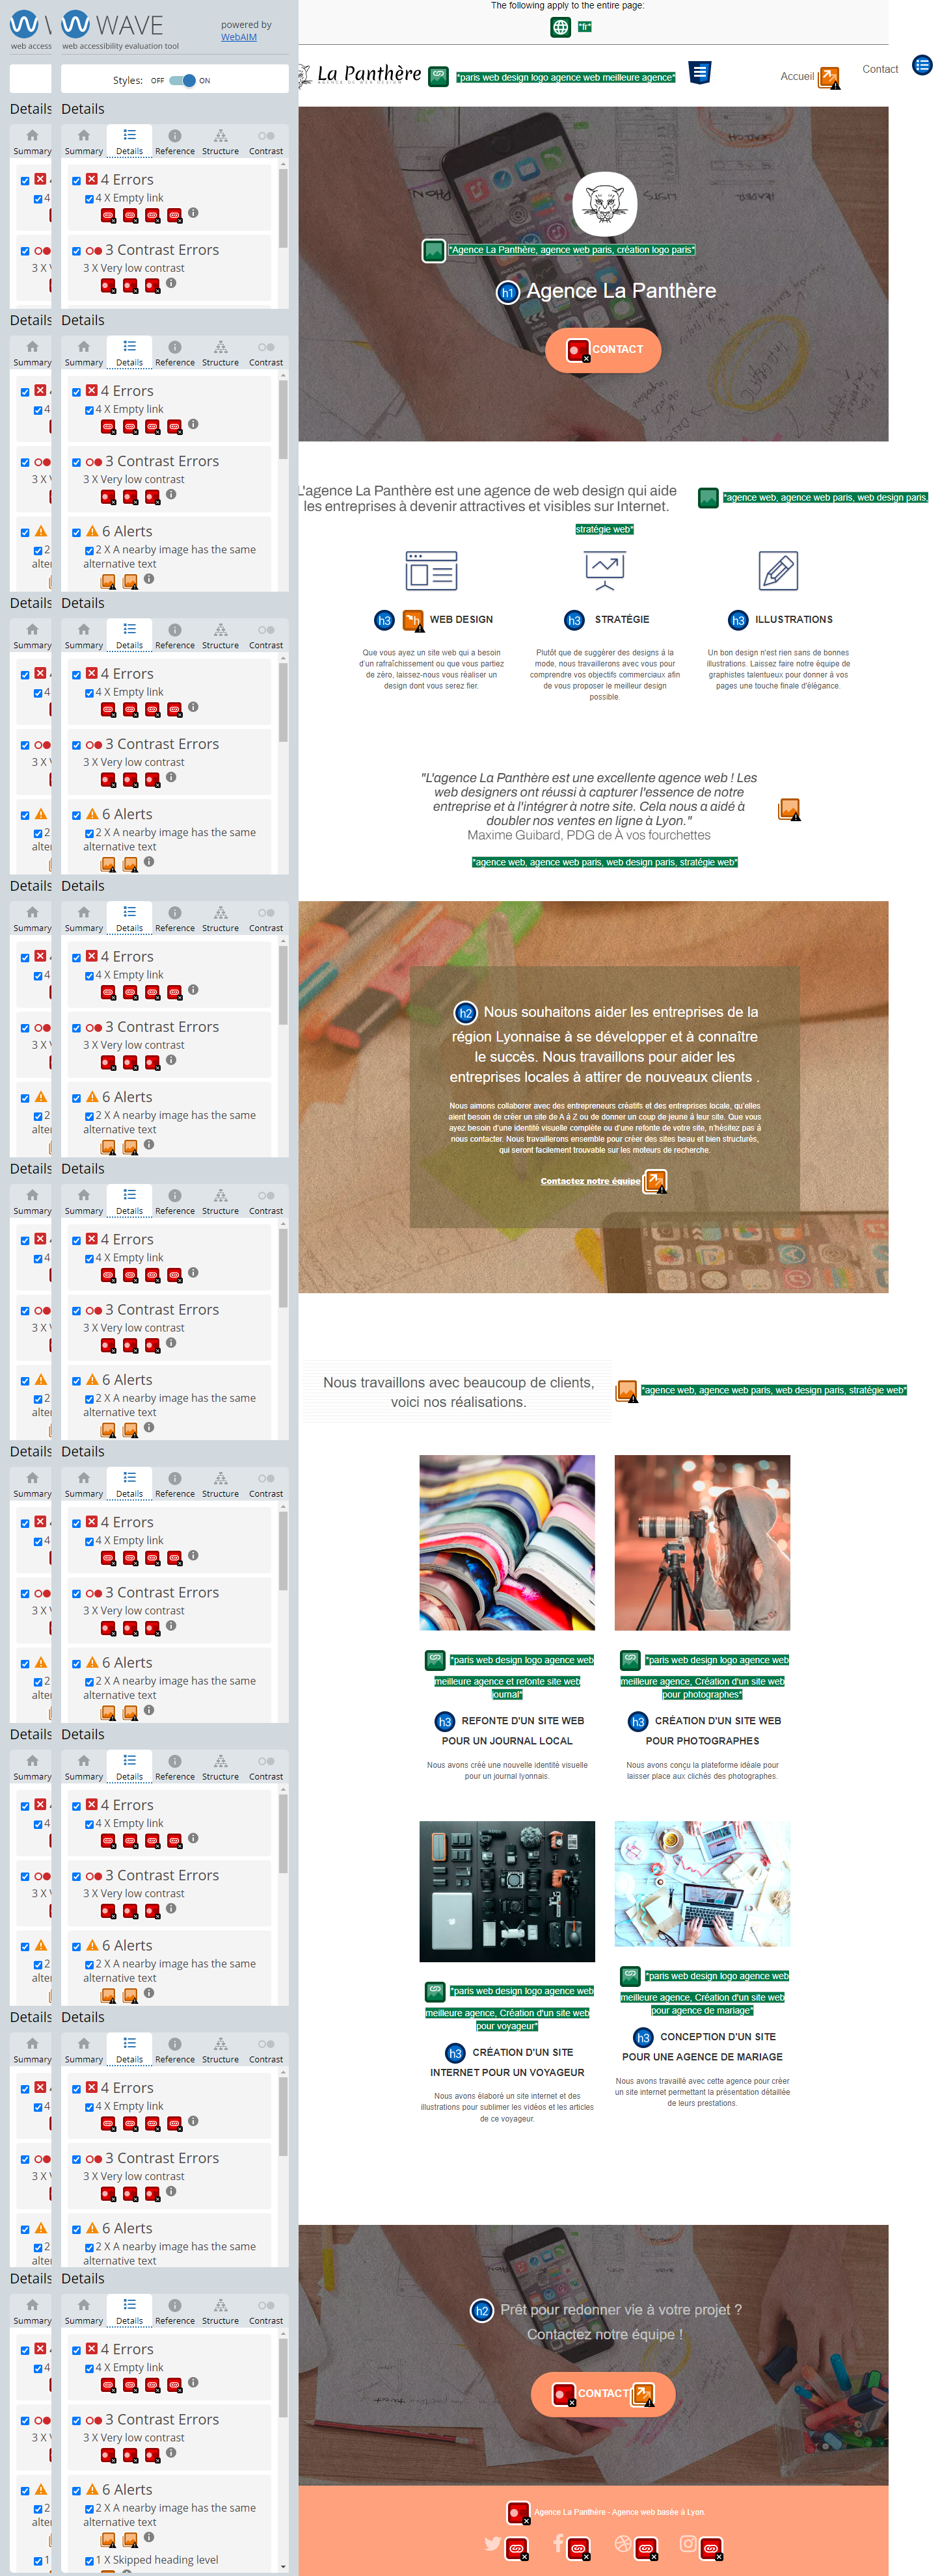 The following apply to the entire page:
*fr*
W WAVE
powered by
WebAIM
web access
web accessibility evaluation tool
Styles: OFF ON
La Panthère
*paris web design logo agence web meilleure agence*
Accueil
Contact
Details
Details
Summary
Summary Details Reference Structure Contrast
4 Errors
4 X Empty link
3 Contrast Errors
3 X Very low contrast
*Agence La Panthère, agence web paris, création logo paris*
h1 Agence La Panthère
CONTACT
Details
Details
Summary
Summary Details Reference Structure Contrast
4 Errors
4 X Empty link
3 Contrast Errors
3 X Very low contrast
6 Alerts
2 X A nearby image has the same
alternative text
L'agence La Panthère est une agence de web design qui aide
les entreprises à devenir attractives et visibles sur Internet.
*agence web, agence web paris, web design paris,
stratégie web*
h3 WEB DESIGN
Que vous ayez un site web qui a besoin
d'un rafraîchissement ou que vous partiez
de zéro, laissez-nous vous réaliser un
design dont vous serez fier.
h3 STRATÉGIE
Plutôt que de suggérer des designs à la
mode, nous travaillerons avec vous pour
comprendre vos objectifs commerciaux afin
de vous proposer le meilleur design
possible.
h3 ILLUSTRATIONS
Un bon design n'est rien sans de bonnes
illustrations. Laissez faire notre équipe de
graphistes talentueux pour donner à vos
pages une touche finale d'élégance.
Details
Details
Summary
Summary Details Reference Structure Contrast
4 Errors
4 X Empty link
3 Contrast Errors
3 X Very low contrast
6 Alerts
2 X A nearby image has the same
alternative text
"L'agence La Panthère est une excellente agence web ! Les
web designers ont réussi à capturer l'essence de notre
entreprise et à l'intégrer à notre site. Cela nous a aidé à
doubler nos ventes en ligne à Lyon."
Maxime Guibard, PDG de À vos fourchettes
*agence web, agence web paris, web design paris, stratégie web*
Details
Details
Summary
Summary Details Reference Structure Contrast
4 Errors
4 X Empty link
3 Contrast Errors
3 X Very low contrast
6 Alerts
2 X A nearby image has the same
alternative text
h2 Nous souhaitons aider les entreprises de la
région Lyonnaise à se développer et à connaître
le succès. Nous travaillons pour aider les
entreprises locales à attirer de nouveaux clients .
Nous aimons collaborer avec des entrepreneurs créatifs et des entreprises locale, qu'elles
aient besoin de créer un site de A à Z ou de donner un coup de jeune à leur site. Que vous
ayez besoin d'une identité visuelle complète ou d'une refonte de votre site, n'hésitez pas à
nous contacter. Nous travaillerons ensemble pour créer des sites beau et bien structurés,
qui seront facilement trouvable sur les moteurs de recherche.
Contactez notre équipe
Details
Details
Summary
Summary Details Reference Structure Contrast
4 Errors
4 X Empty link
3 Contrast Errors
3 X Very low contrast
6 Alerts
2 X A nearby image has the same
alternative text
Nous travaillons avec beaucoup de clients,
voici nos réalisations.
*agence web, agence web paris, web design paris, stratégie web*
Details
Details
Summary
Summary Details Reference Structure Contrast
4 Errors
4 X Empty link
3 Contrast Errors
3 X Very low contrast
6 Alerts
2 X A nearby image has the same
alternative text
*paris web design logo agence web
meilleure agence et refonte site web
journal*
h3 REFONTE D'UN SITE WEB
POUR UN JOURNAL LOCAL
Nous avons créé une nouvelle identité visuelle
pour un journal lyonnais.
*paris web design logo agence web
meilleure agence, Création d'un site web
pour photographes*
h3 CRÉATION D'UN SITE WEB
POUR PHOTOGRAPHES
Nous avons conçu la plateforme idéale pour
laisser place aux clichés des photographes.
Details
Details
Summary
Summary Details Reference Structure Contrast
4 Errors
4 X Empty link
3 Contrast Errors
3 X Very low contrast
6 Alerts
2 X A nearby image has the same
alternative text
*paris web design logo agence web
meilleure agence, Création d'un site web
pour voyageur*
h3 CRÉATION D'UN SITE
INTERNET POUR UN VOYAGEUR
Nous avons élaboré un site internet et des
illustrations pour sublimer les vidéos et les articles
de ce voyageur.
*paris web design logo agence web
meilleure agence, Création d'un site web
pour agence de mariage*
h3 CONCEPTION D'UN SITE
POUR UNE AGENCE DE MARIAGE
Nous avons travaillé avec cette agence pour créer
un site internet permettant la présentation détaillée
de leurs prestations.
Details
Details
Summary
Summary Details Reference Structure Contrast
4 Errors
4 X Empty link
3 Contrast Errors
3 X Very low contrast
6 Alerts
2 X A nearby image has the same
alternative text
Details
Details
Summary
Summary Details Reference Structure Contrast
4 Errors
4 X Empty link
3 Contrast Errors
3 X Very low contrast
6 Alerts
2 X A nearby image has the same
alternative text
1 X Skipped heading level
h2 Prêt pour redonner vie à votre projet ?
Contactez notre équipe !
CONTACT
Agence La Panthère - Agence web basée à Lyon.